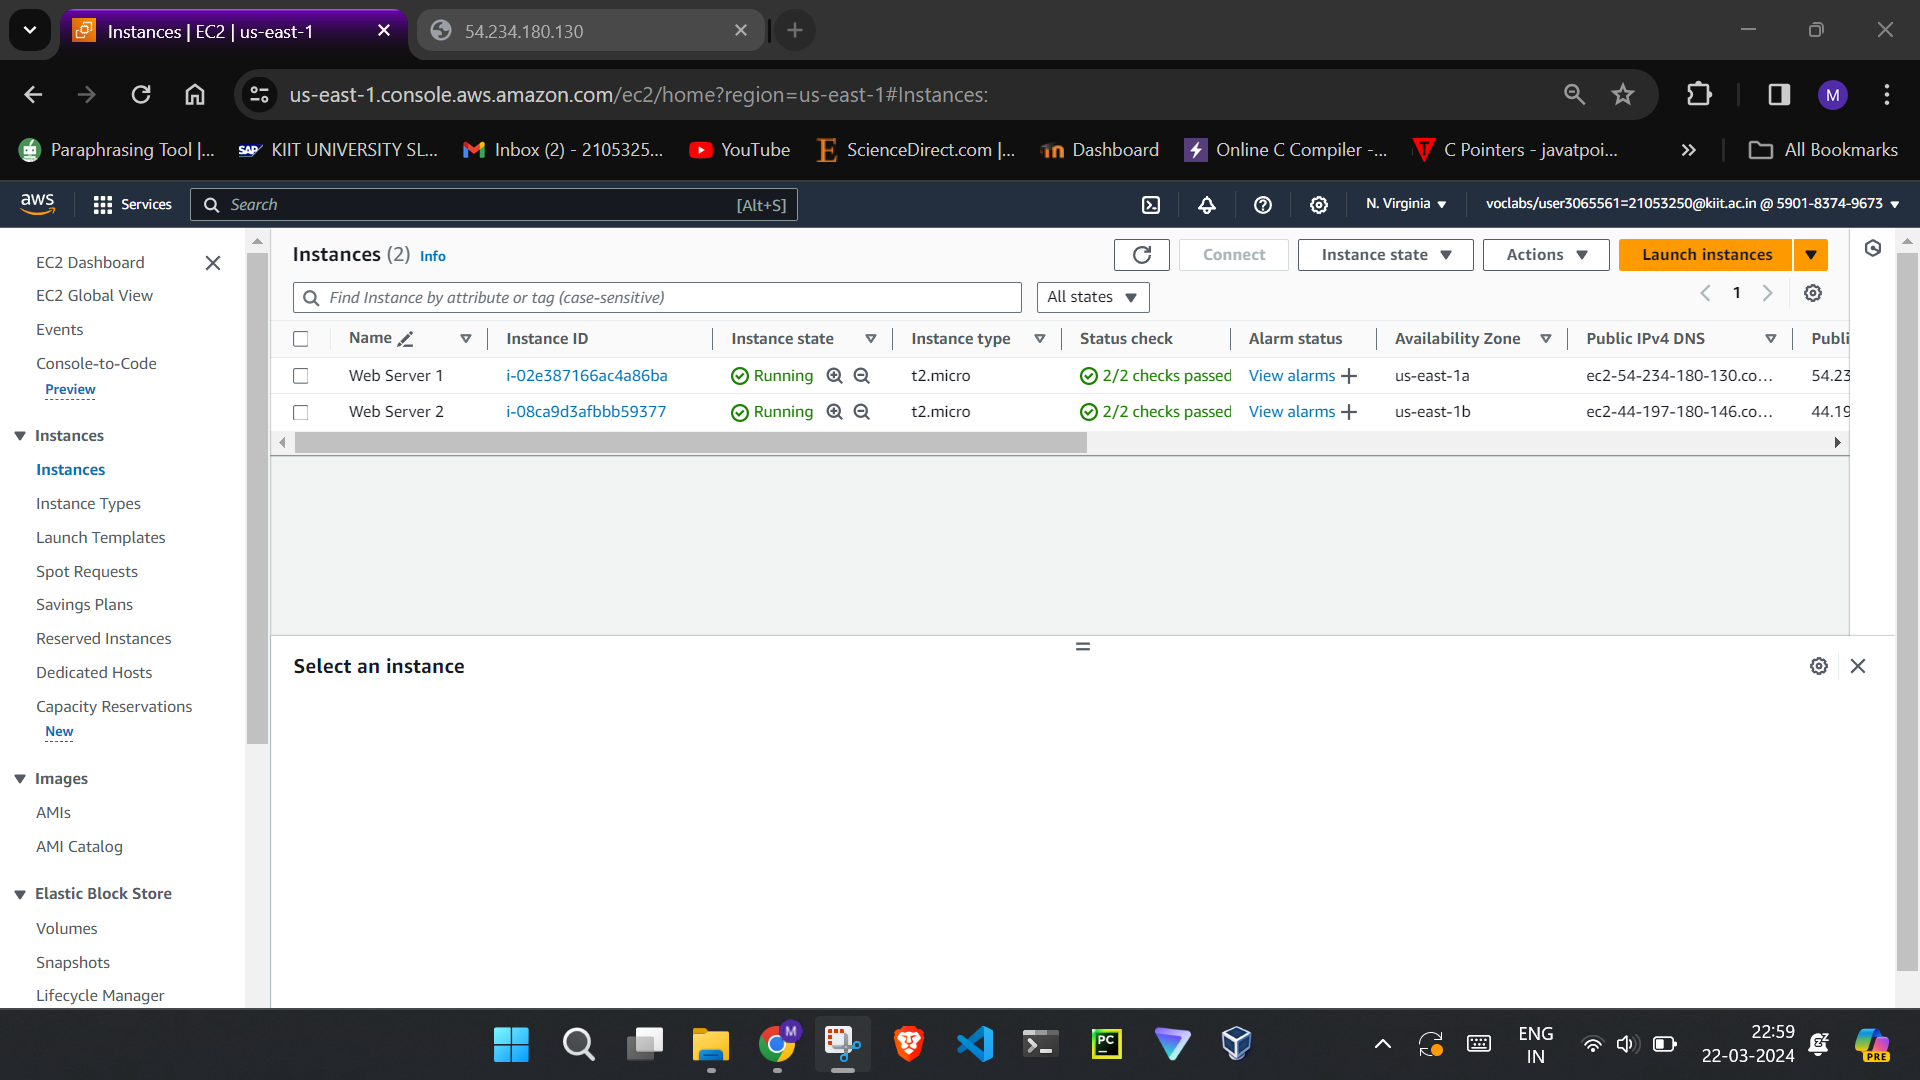 Instances | EC2 | us-east-1
54.234.180.130
us-east-1.console.aws.amazon.com/ec2/home?region=us-east-1#Instances:
M
Paraphrasing Tool |...
SAP
KIIT UNIVERSITY SL...
Inbox (2) - 2105325...
YouTube
ScienceDirect.com |...
Dashboard
Online C Compiler -...
C Pointers - javatpoi...
All Bookmarks
aws
Services
Search
[Alt+S]
N. Virginia
voclabs/user3065561=21053250@kiit.ac.in @ 5901-8374-9673
EC2 Dashboard
EC2 Global View
Events
Console-to-Code
Preview
Instances
Instances
Instance Types
Launch Templates
Spot Requests
Savings Plans
Reserved Instances
Dedicated Hosts
Capacity Reservations
New
Images
AMIs
AMI Catalog
Elastic Block Store
Volumes
Snapshots
Lifecycle Manager
Instances (2) Info
Connect
Instance state
Actions
Launch instances
Find Instance by attribute or tag (case-sensitive)
All states
1
Name Instance ID Instance state Instance type Status check Alarm status Availability Zone Public IPv4 DNS Publi
Web Server 1 i-02e387166ac4a86ba Running t2.micro 2/2 checks passed View alarms us-east-1a ec2-54-234-180-130.co... 54.23
Web Server 2 i-08ca9d3afbbb59377 Running t2.micro 2/2 checks passed View alarms us-east-1b ec2-44-197-180-146.co... 44.19
Select an instance
M
PC
ENG
IN
22:59
22-03-2024
PRE